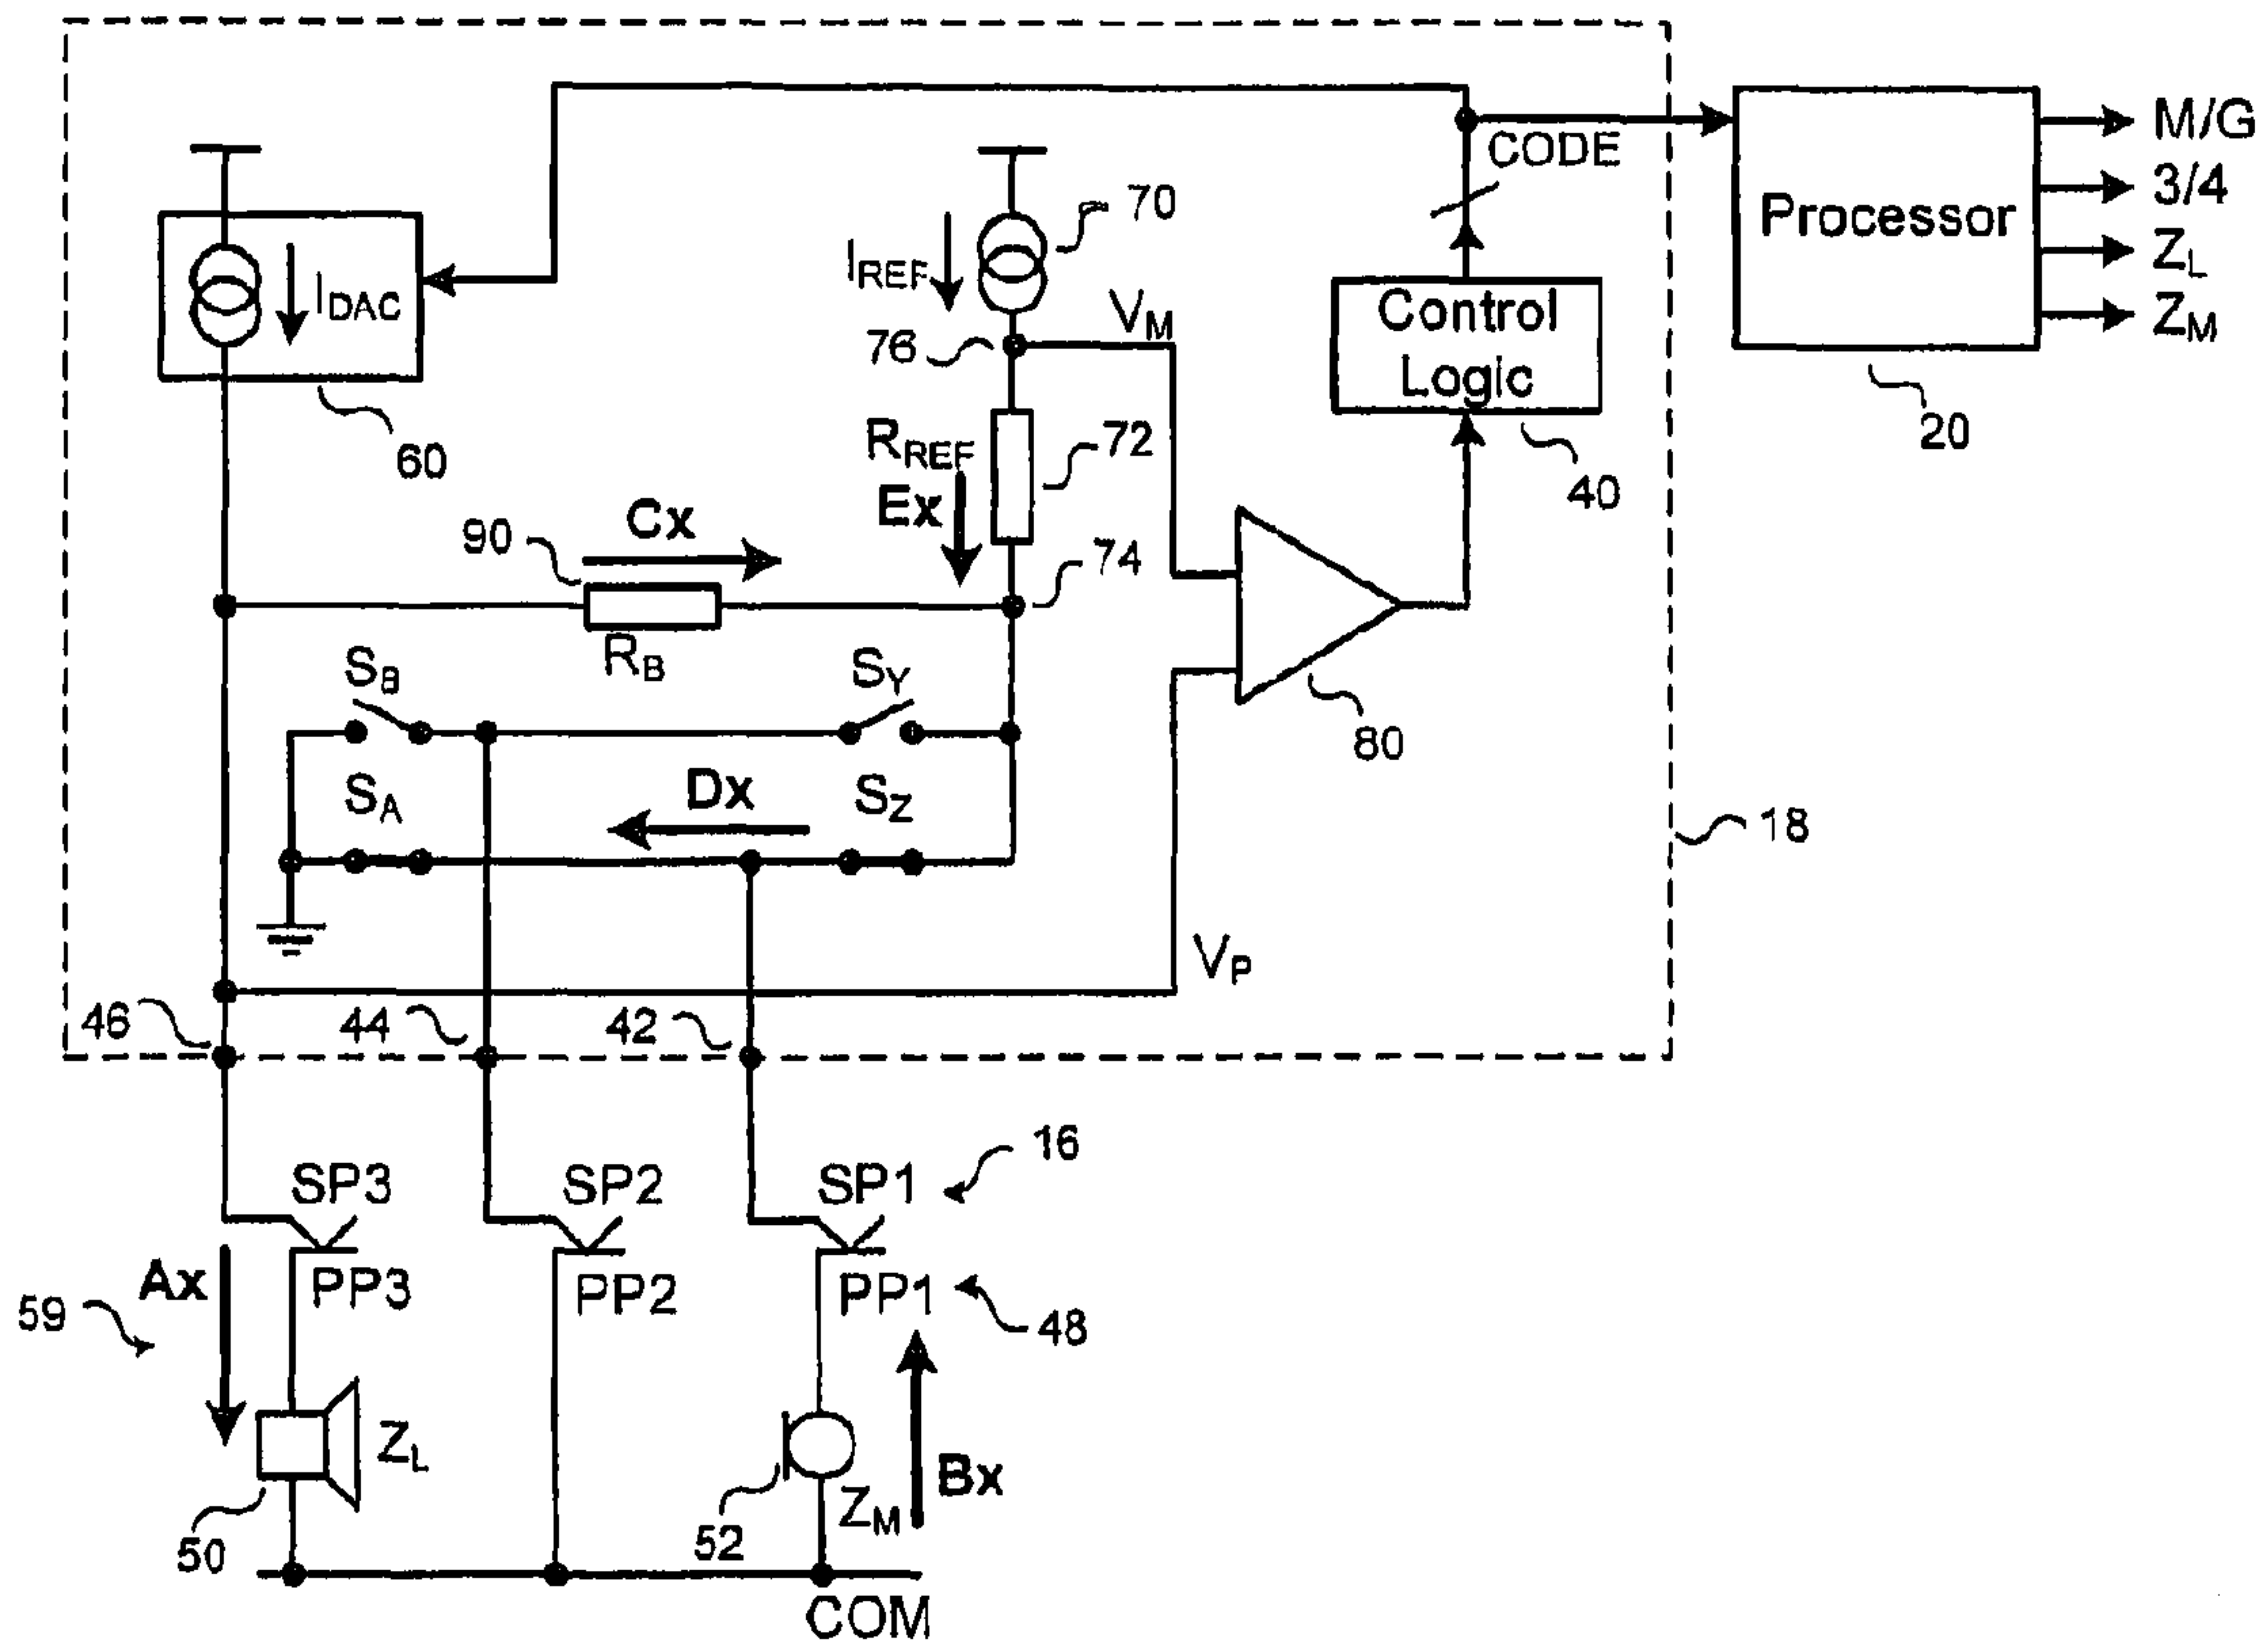 M/G
CODE
3/4
Processor
Z_L
Z_M
70
I_REF
I_DAC
V_M
76
Control
Logic
20
60
R_REF
72
40
Ex
Cx
90
74
R_B
S_B
S_Y
80
Dx
S_A
S_Z
18
V_P
46
44
42
16
SP3
SP2
SP1
Ax
PP3
PP2
PP1
59
48
Z_L
Bx
50
52
Z_M
COM